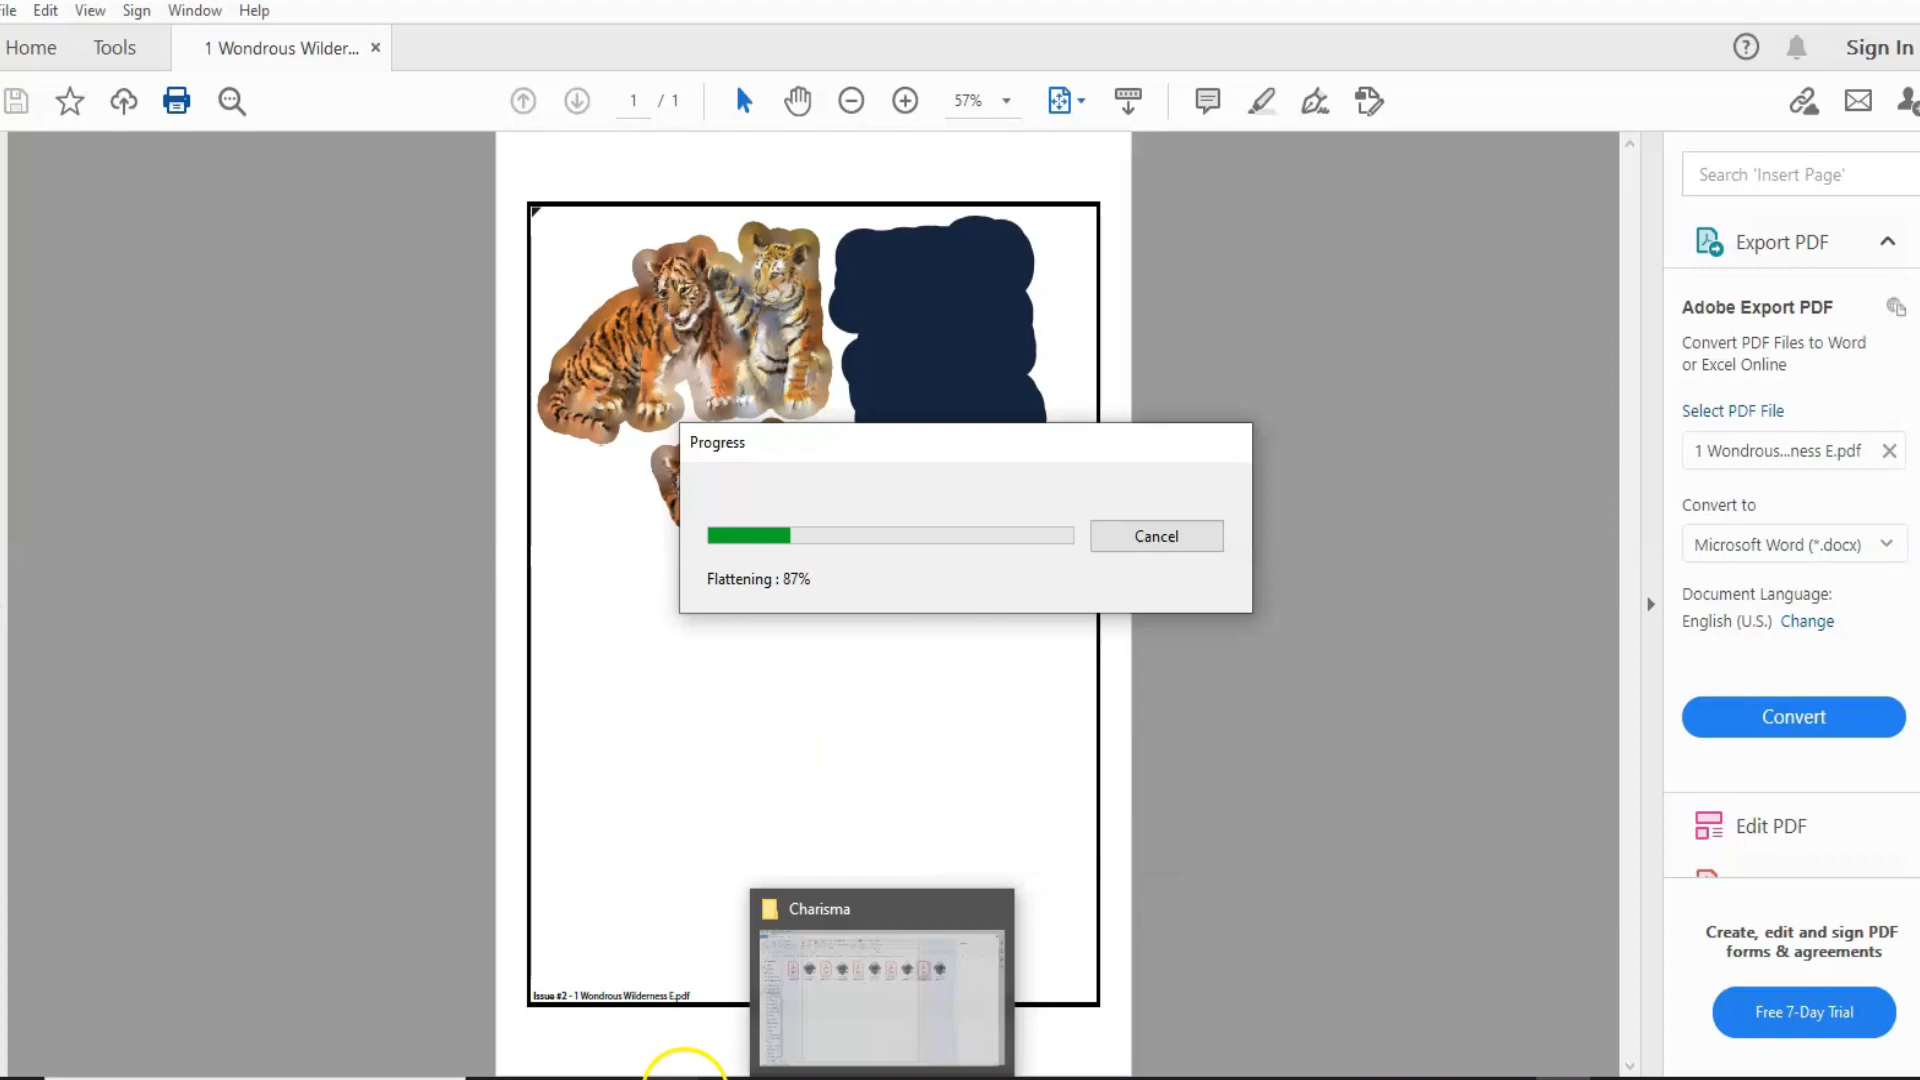 ile Edit View Sign Window Help
Home Tools 1 Wondrous Wilder... ×
Sign In
1 / 1 57%
Search 'Insert Page'
Export PDF
Adobe Export PDF
Convert PDF Files to Word
or Excel Online
Select PDF File
1 Wondrous...ness E.pdf
Convert to
Microsoft Word (*.docx)
Document Language:
English (U.S.) Change
Convert
Edit PDF
Create, edit and sign PDF
forms & agreements
Free 7-Day Trial
Progress
Cancel
Flattening : 87%
Charisma
Issue #2 - 1 Wondrous Wilderness E.pdf